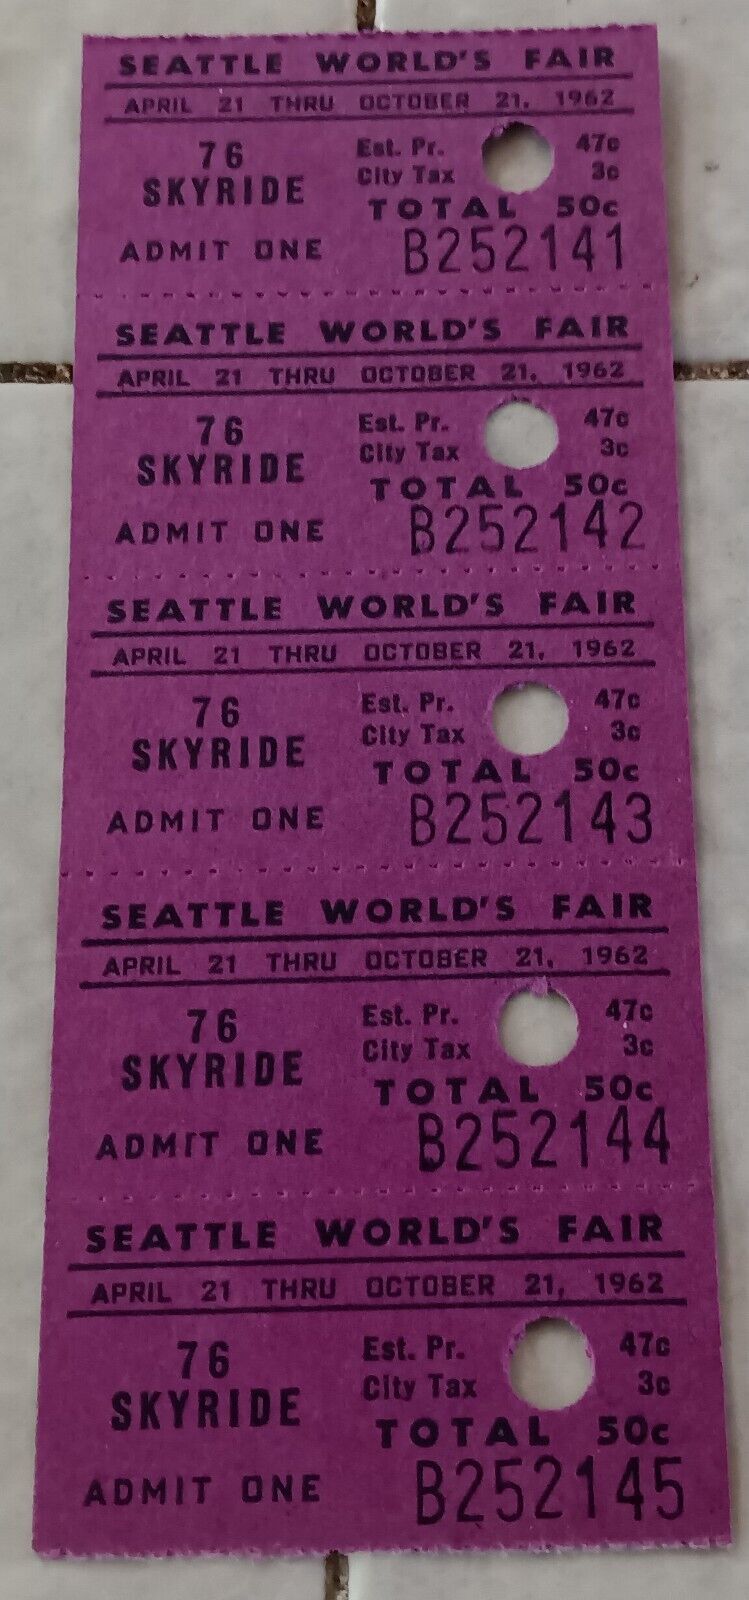 SEATTLE WORLD'S FAIR
APRIL 21 THRU OCTOBER 21, 1962
76
SKYRIDE
ADMIT ONE
Est. Pr. 47c
City Tax 3c
TOTAL 50c
B252141
SEATTLE WORLD'S FAIR
APRIL 21 THRU OCTOBER 21, 1962
76
SKYRIDE
ADMIT ONE
Est. Pr. 47c
City Tax 3c
TOTAL 50c
B252142
SEATTLE WORLD'S FAIR
APRIL 21 THRU OCTOBER 21, 1962
76
SKYRIDE
ADMIT ONE
Est. Pr. 47c
City Tax 3c
TOTAL 50c
B252143
SEATTLE WORLD'S FAIR
APRIL 21 THRU OCTOBER 21, 1962
76
SKYRIDE
ADMIT ONE
Est. Pr. 47c
City Tax 3c
TOTAL 50c
B252144
SEATTLE WORLD'S FAIR
APRIL 21 THRU OCTOBER 21, 1962
76
SKYRIDE
ADMIT ONE
Est. Pr. 47c
City Tax 3c
TOTAL 50c
B252145